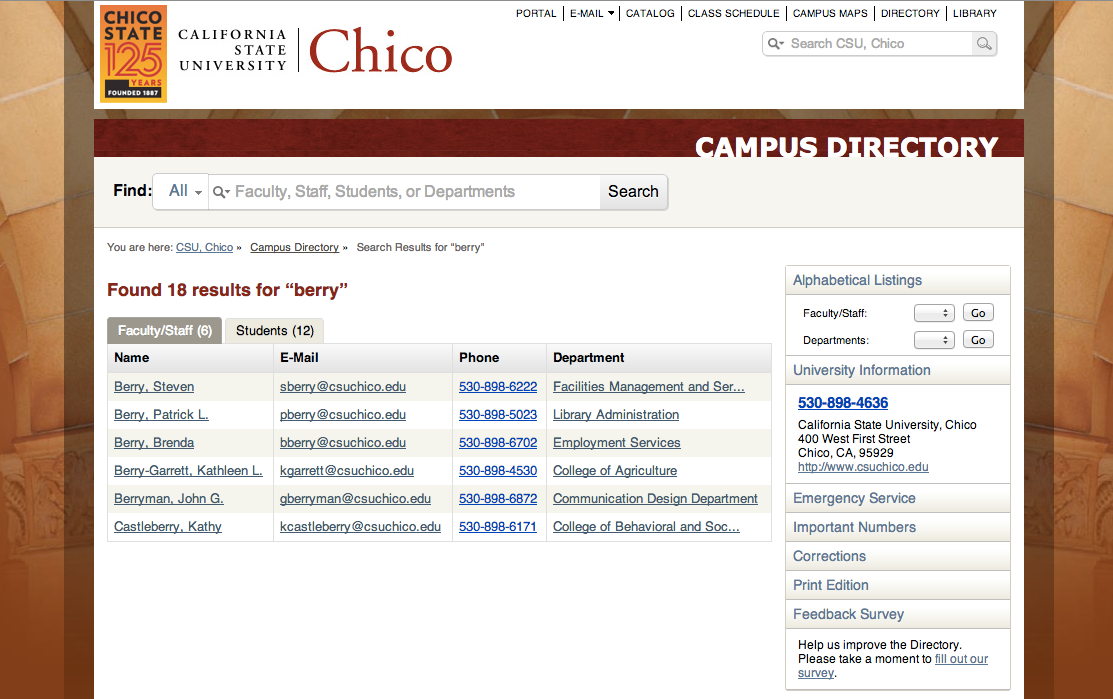 CHICO
STATE
125
YEARS
FOUNDED 1887
CALIFORNIA
STATE
UNIVERSITY
Chico
PORTAL E-MAIL CATALOG CLASS SCHEDULE CAMPUS MAPS DIRECTORY LIBRARY
Search CSU, Chico
CAMPUS DIRECTORY
Find: All Faculty, Staff, Students, or Departments Search
You are here: CSU, Chico » Campus Directory » Search Results for “berry”
Found 18 results for “berry”
Faculty/Staff (6) Students (12)
Name E-Mail Phone Department
Berry, Steven sberry@csuchico.edu 530-898-6222 Facilities Management and Ser...
Berry, Patrick L. pberry@csuchico.edu 530-898-5023 Library Administration
Berry, Brenda bberry@csuchico.edu 530-898-6702 Employment Services
Berry-Garrett, Kathleen L. kgarrett@csuchico.edu 530-898-4530 College of Agriculture
Berryman, John G. gberryman@csuchico.edu 530-898-6872 Communication Design Department
Castleberry, Kathy kcastleberry@csuchico.edu 530-898-6171 College of Behavioral and Soc...
Alphabetical Listings
Faculty/Staff: Go
Departments: Go
University Information
530-898-4636
California State University, Chico
400 West First Street
Chico, CA, 95929
http://www.csuchico.edu
Emergency Service
Important Numbers
Corrections
Print Edition
Feedback Survey
Help us improve the Directory.
Please take a moment to fill out our
survey.